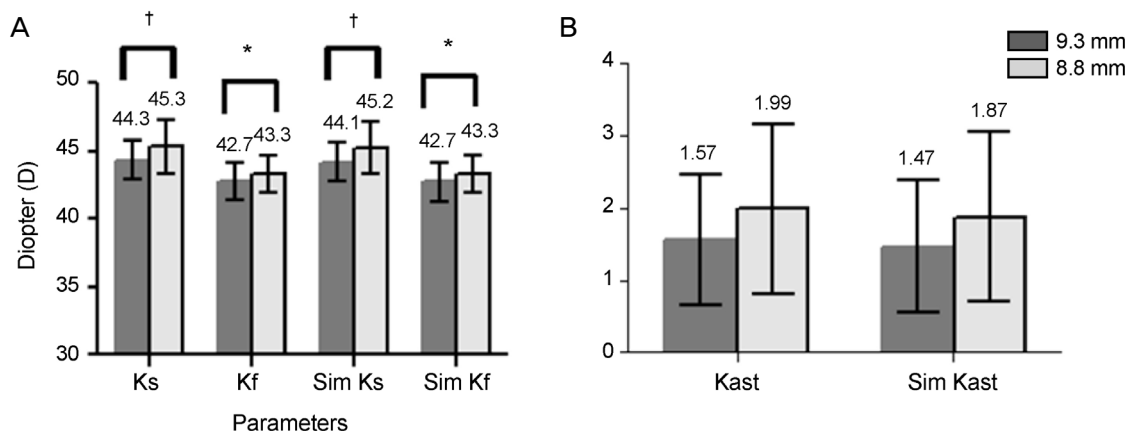 A
† * † *
50
45
40
35
30
Diopter (D)
44.3 45.3 42.7 43.3 44.1 45.2 42.7 43.3
Ks Kf Sim Ks Sim Kf
Parameters
B
9.3 mm
8.8 mm
4
3
2
1
0
1.57 1.99 1.47 1.87
Kast Sim Kast